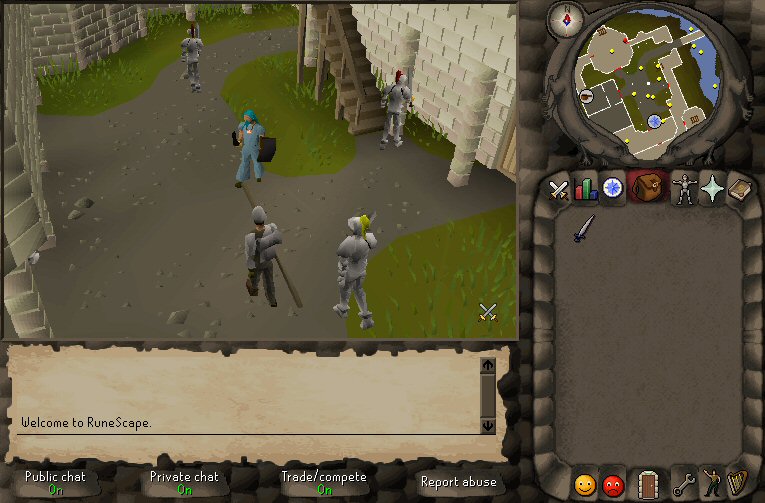 N
Welcome to RuneScape.
Public chat
On
Private chat
On
Trade/compete
On
Report abuse